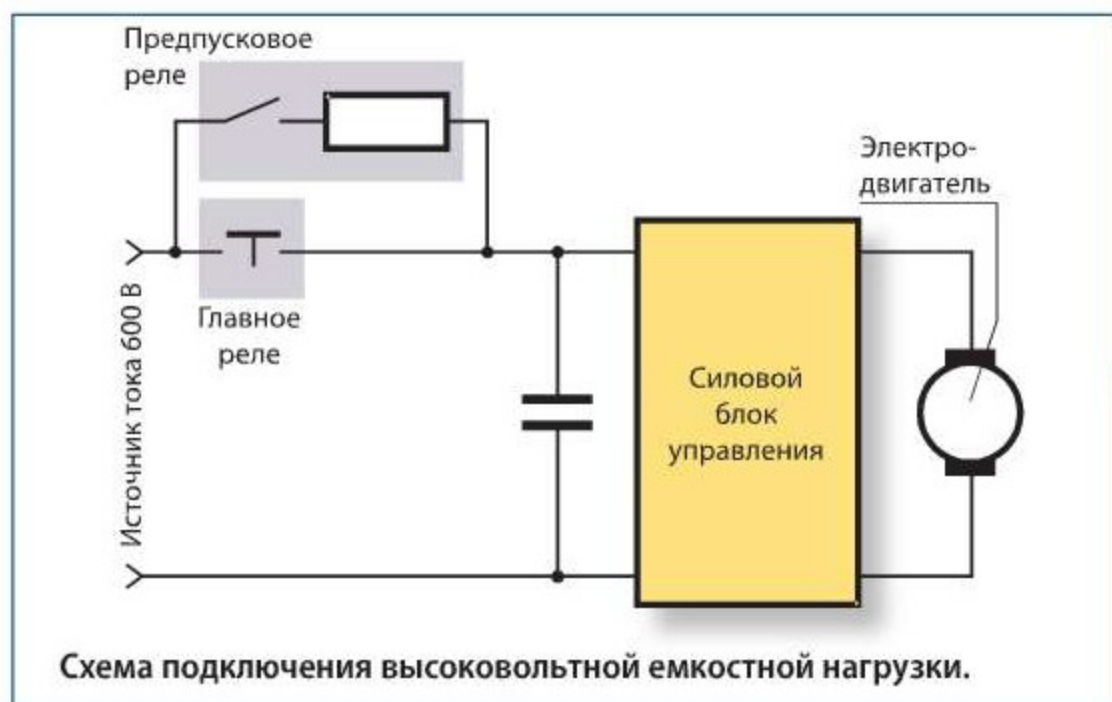 Предпусковое
реле
Электро-
двигатель
Источник тока 600 В
Главное
реле
Силовой
блок
управления
Схема подключения высоковольтной емкостной нагрузки.